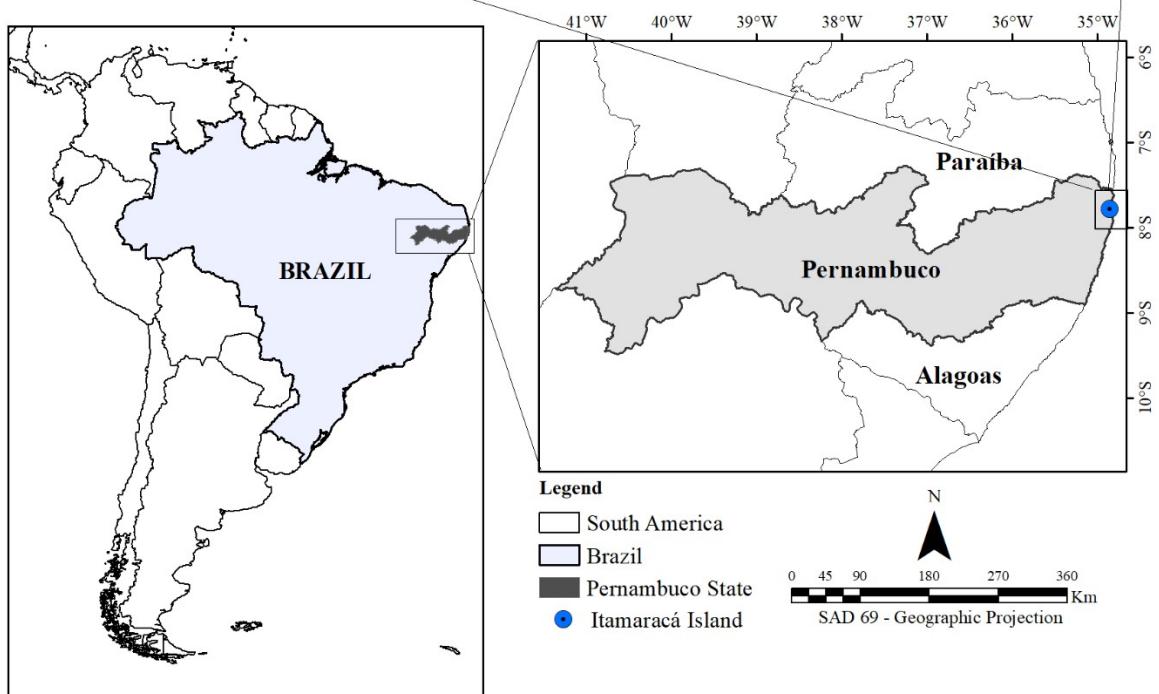 41°W 40°W 39°W 38°W 37°W 36°W 35°W
6°S
7°S
8°S
9°S
10°S
BRAZIL
Paraíba
Pernambuco
Alagoas
Legend
South America
Brazil
Pernambuco State
Itamaracá Island
N
0 45 90 180 270 360
Km
SAD 69 - Geographic Projection